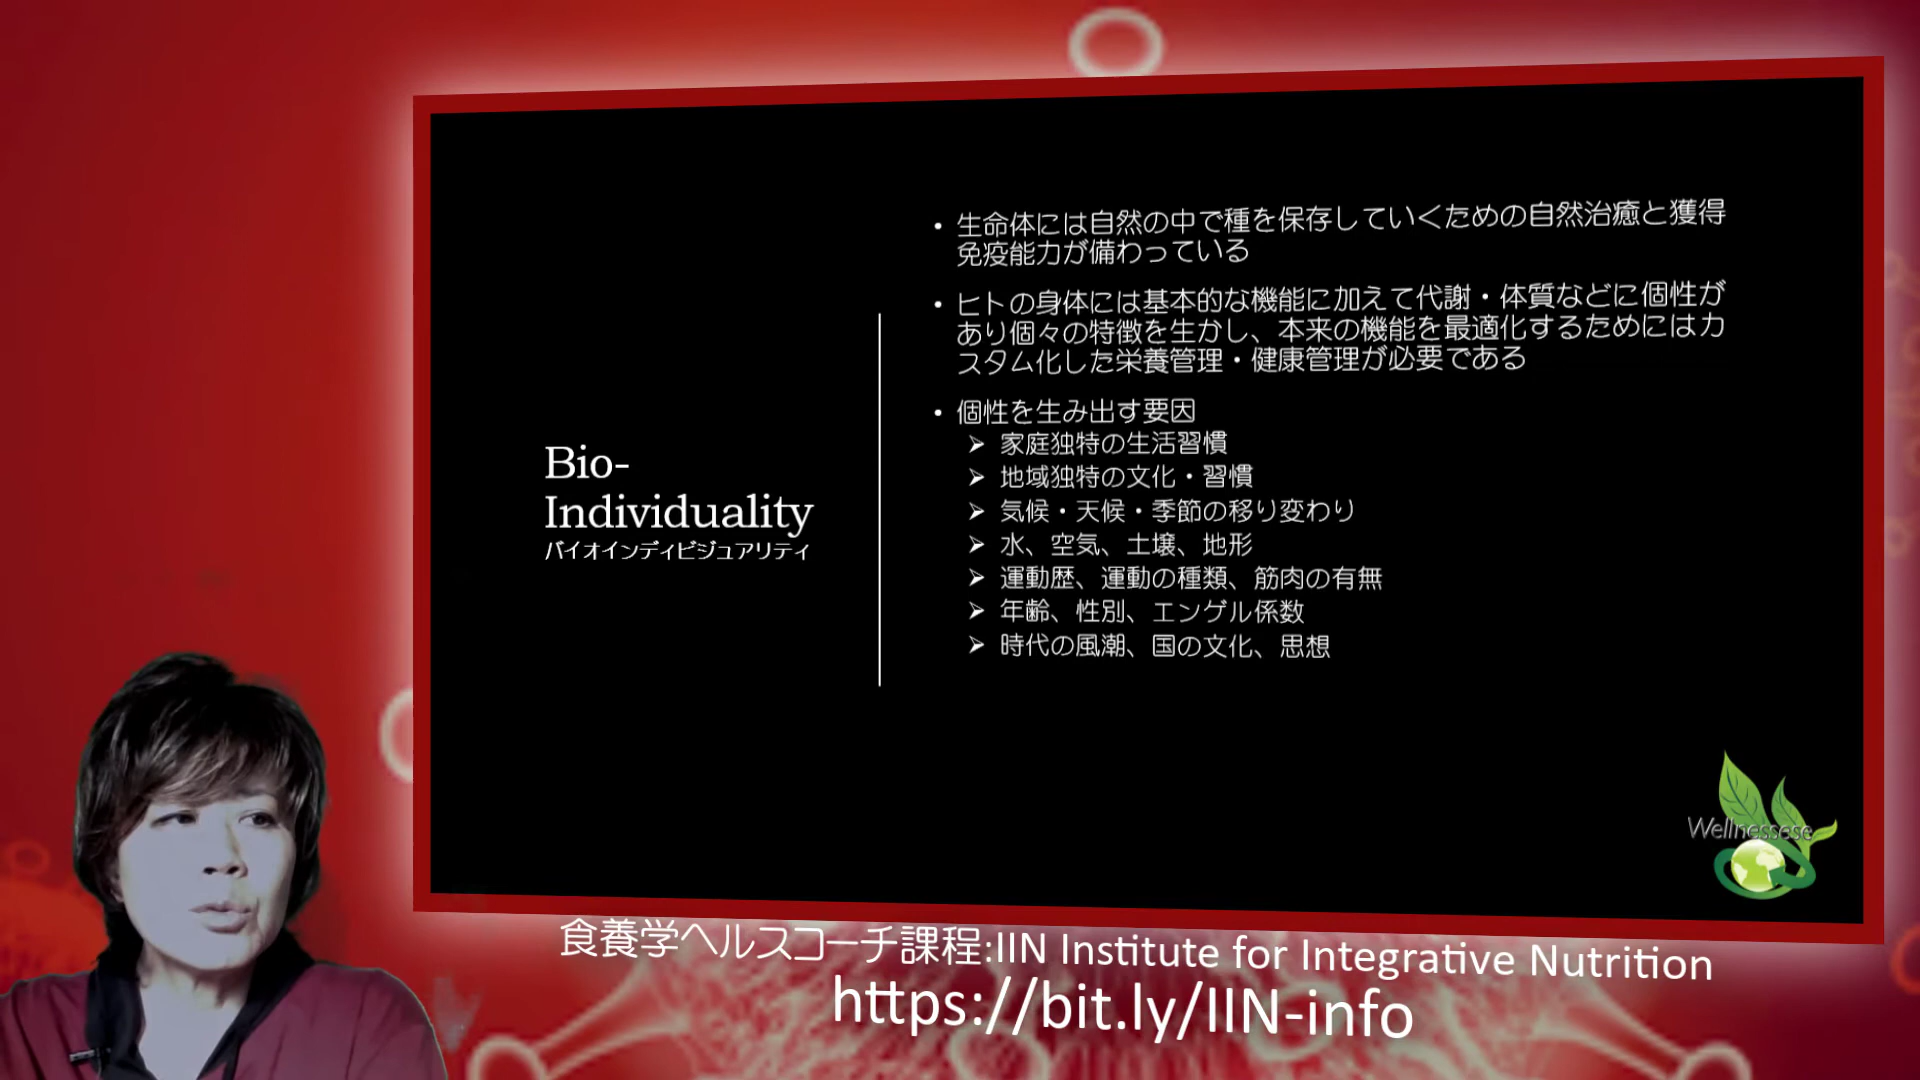 Bio-
Individuality
バイオインディビジュアリティ
• 生命体には自然の中で種を保存していくための自然治癒と獲得
免疫能力が備わっている
• ヒトの身体には基本的な機能に加えて代謝・体質などに個性が
あり個々の特徴を生かし、本来の機能を最適化するためにはカ
スタム化した栄養管理・健康管理が必要である
• 個性を生み出す要因
➢ 家庭独特の生活習慣
➢ 地域独特の文化・習慣
➢ 気候・天候・季節の移り変わり
➢ 水、空気、土壌、地形
➢ 運動歴、運動の種類、筋肉の有無
➢ 年齢、性別、エンゲル係数
➢ 時代の風潮、国の文化、思想
Wellnessese
食養学ヘルスコーチ課程:IIN Institute for Integrative Nutrition
https://bit.ly/IIN-info